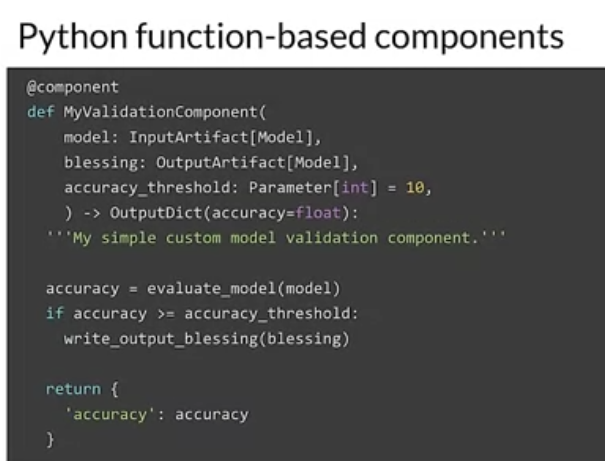 Python function-based components
@component
def MyValidationComponent(
    model: InputArtifact[Model],
    blessing: OutputArtifact[Model],
    accuracy_threshold: Parameter[int] = 10,
    ) -> OutputDict(accuracy=float):
  '''My simple custom model validation component.'''

  accuracy = evaluate_model(model)
  if accuracy >= accuracy_threshold:
    write_output_blessing(blessing)

  return {
    'accuracy': accuracy
  }